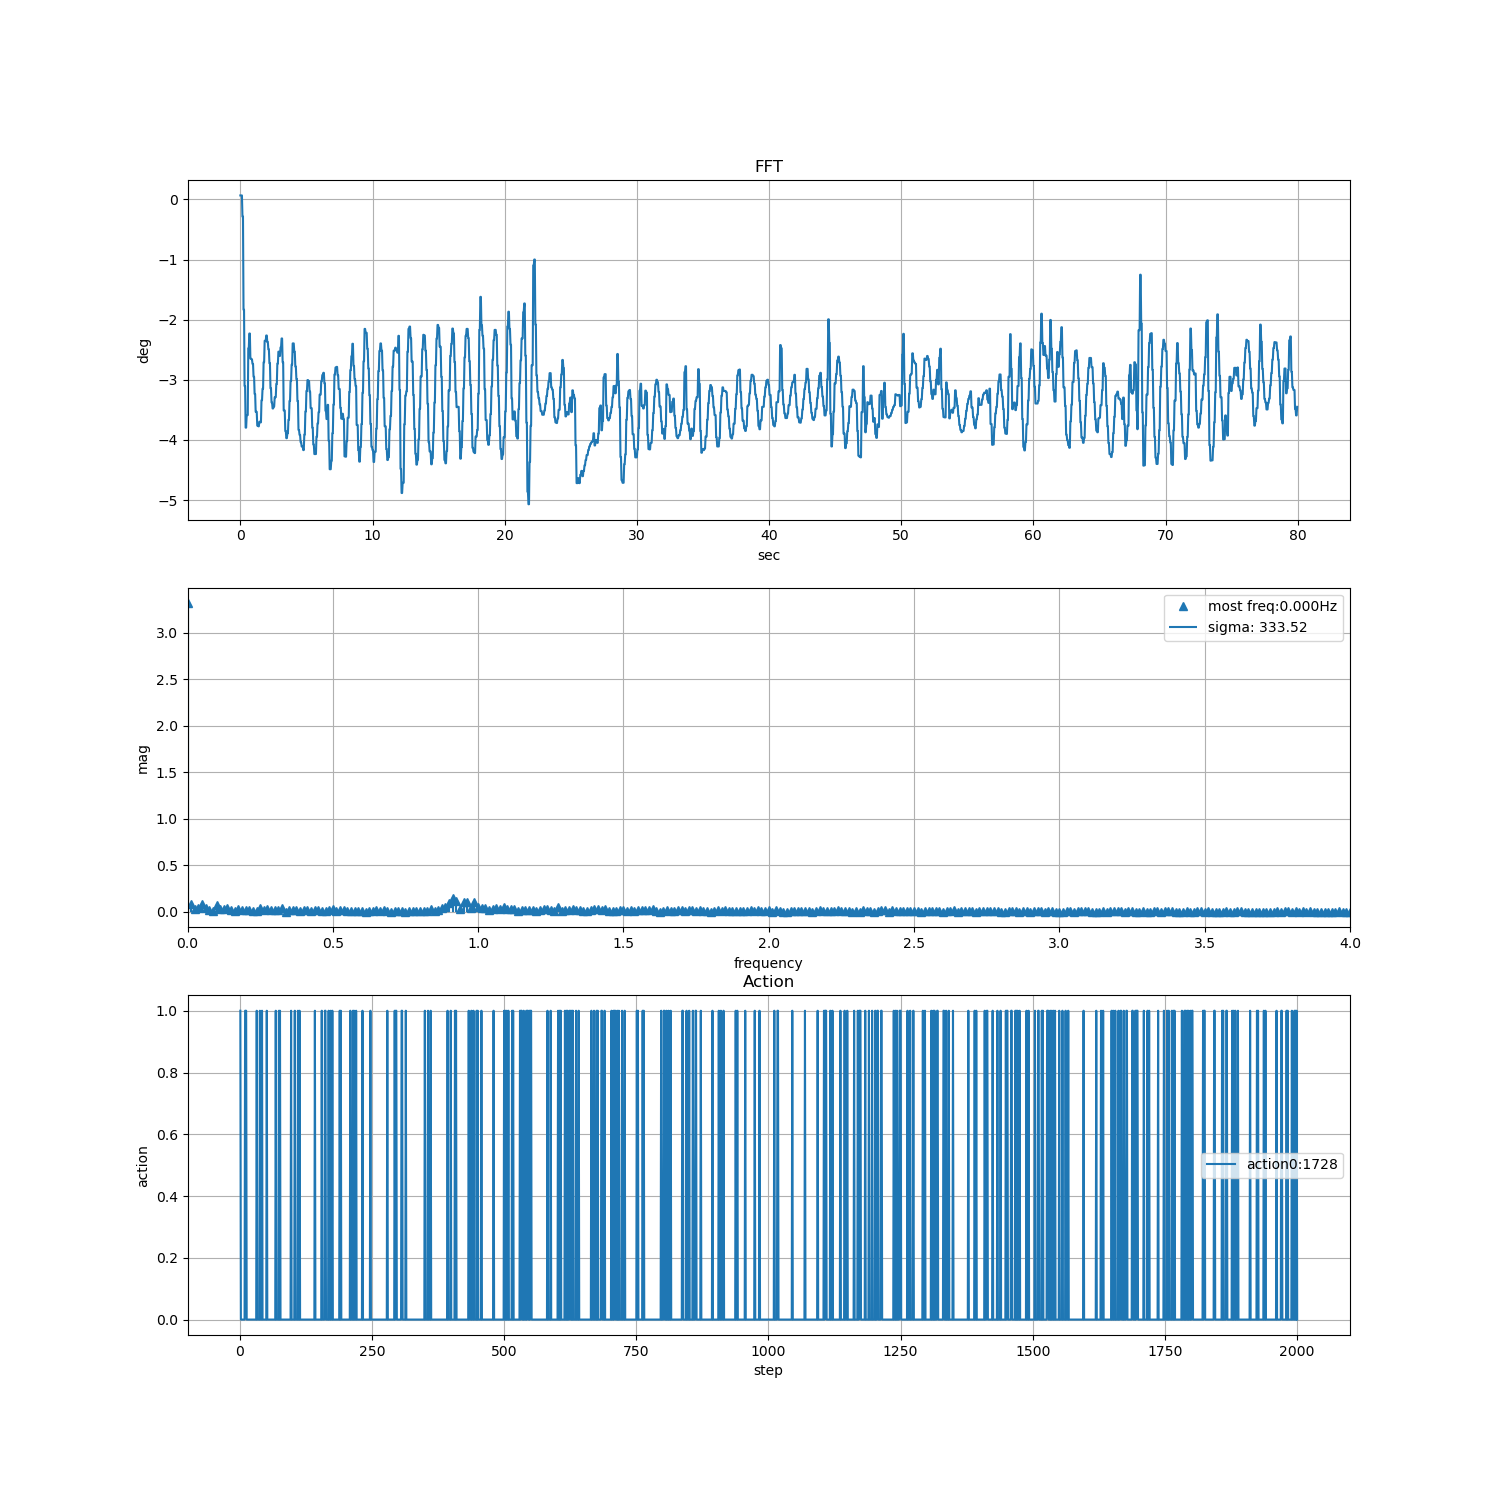 FFT
0
−1
−2
−3
−4
−5
deg
0 10 20 30 40 50 60 70 80
sec
most freq:0.000Hz
sigma: 333.52
3.0
2.5
2.0
1.5
1.0
0.5
0.0
mag
0.0 0.5 1.0 1.5 2.0 2.5 3.0 3.5 4.0
frequency
Action
1.0
0.8
0.6
0.4
0.2
0.0
action
action0:1728
0 250 500 750 1000 1250 1500 1750 2000
step